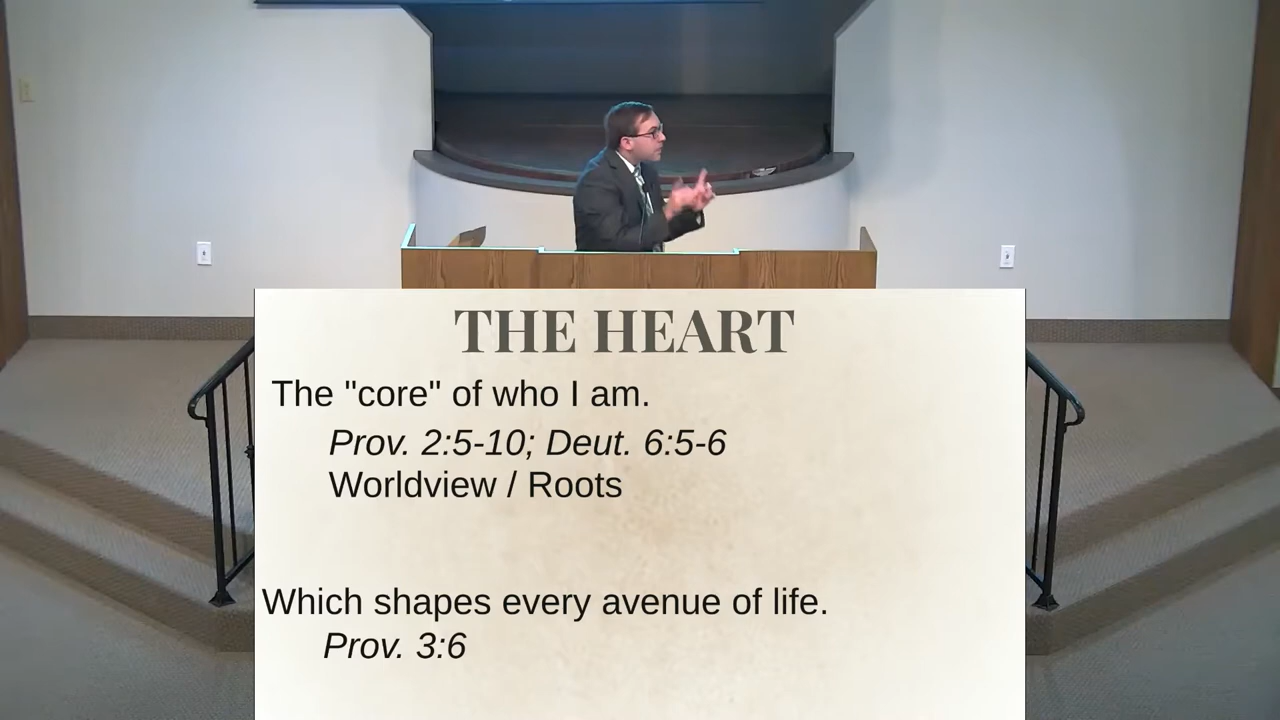 THE HEART
The "core" of who I am.
Prov. 2:5-10; Deut. 6:5-6
Worldview / Roots
Which shapes every avenue of life.
Prov. 3:6